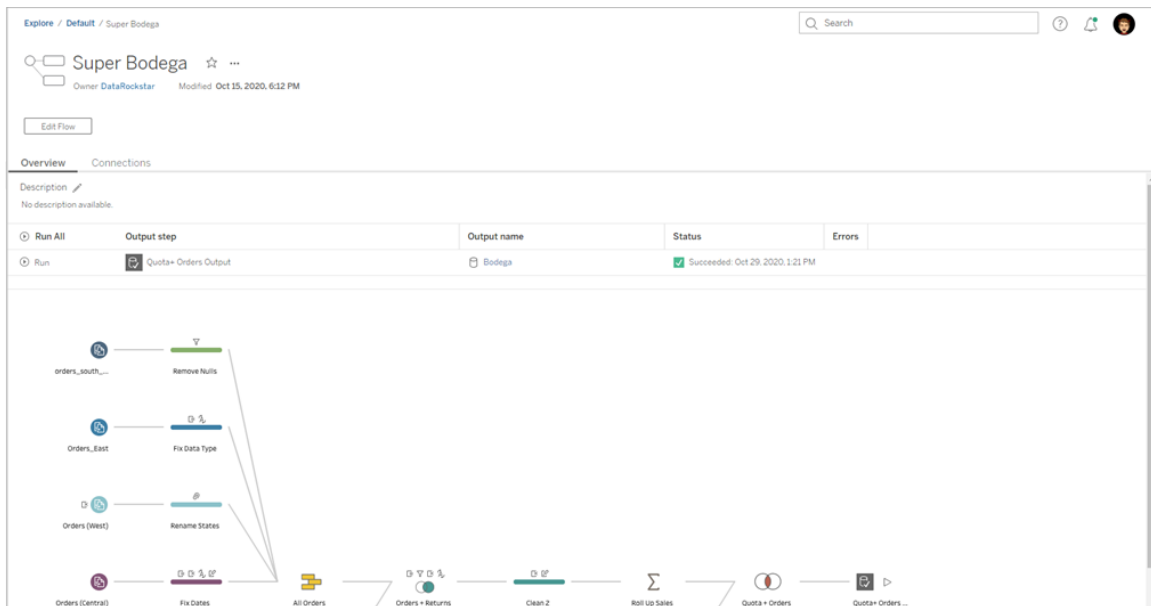 Explore / Default / Super Bodega
Search
Super Bodega
Owner DataRockstar Modified Oct 15, 2020, 6:12 PM
Edit Flow
Overview Connections
Description
No description available.
Run All Output step Output name Status Errors
Run Quota+ Orders Output Bodega Succeeded: Oct 29, 2020, 1:21 PM
orders_south_... Remove Nulls
Orders_East Fix Data Type
Orders (West) Rename States
Orders (Central) Fix Dates All Orders Orders + Returns Clean 2 Roll Up Sales Quota + Orders Quota+ Orders ...